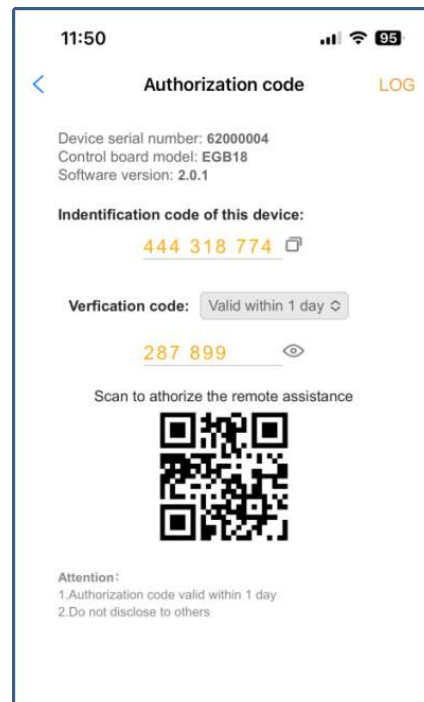 11:50
95
Authorization code
LOG
Device serial number: 62000004
Control board model: EGB18
Software version: 2.0.1
Indentification code of this device:
444 318 774
Verfication code:
Valid within 1 day
287 899
Scan to athorize the remote assistance
Attention:
1.Authorization code valid within 1 day
2.Do not disclose to others